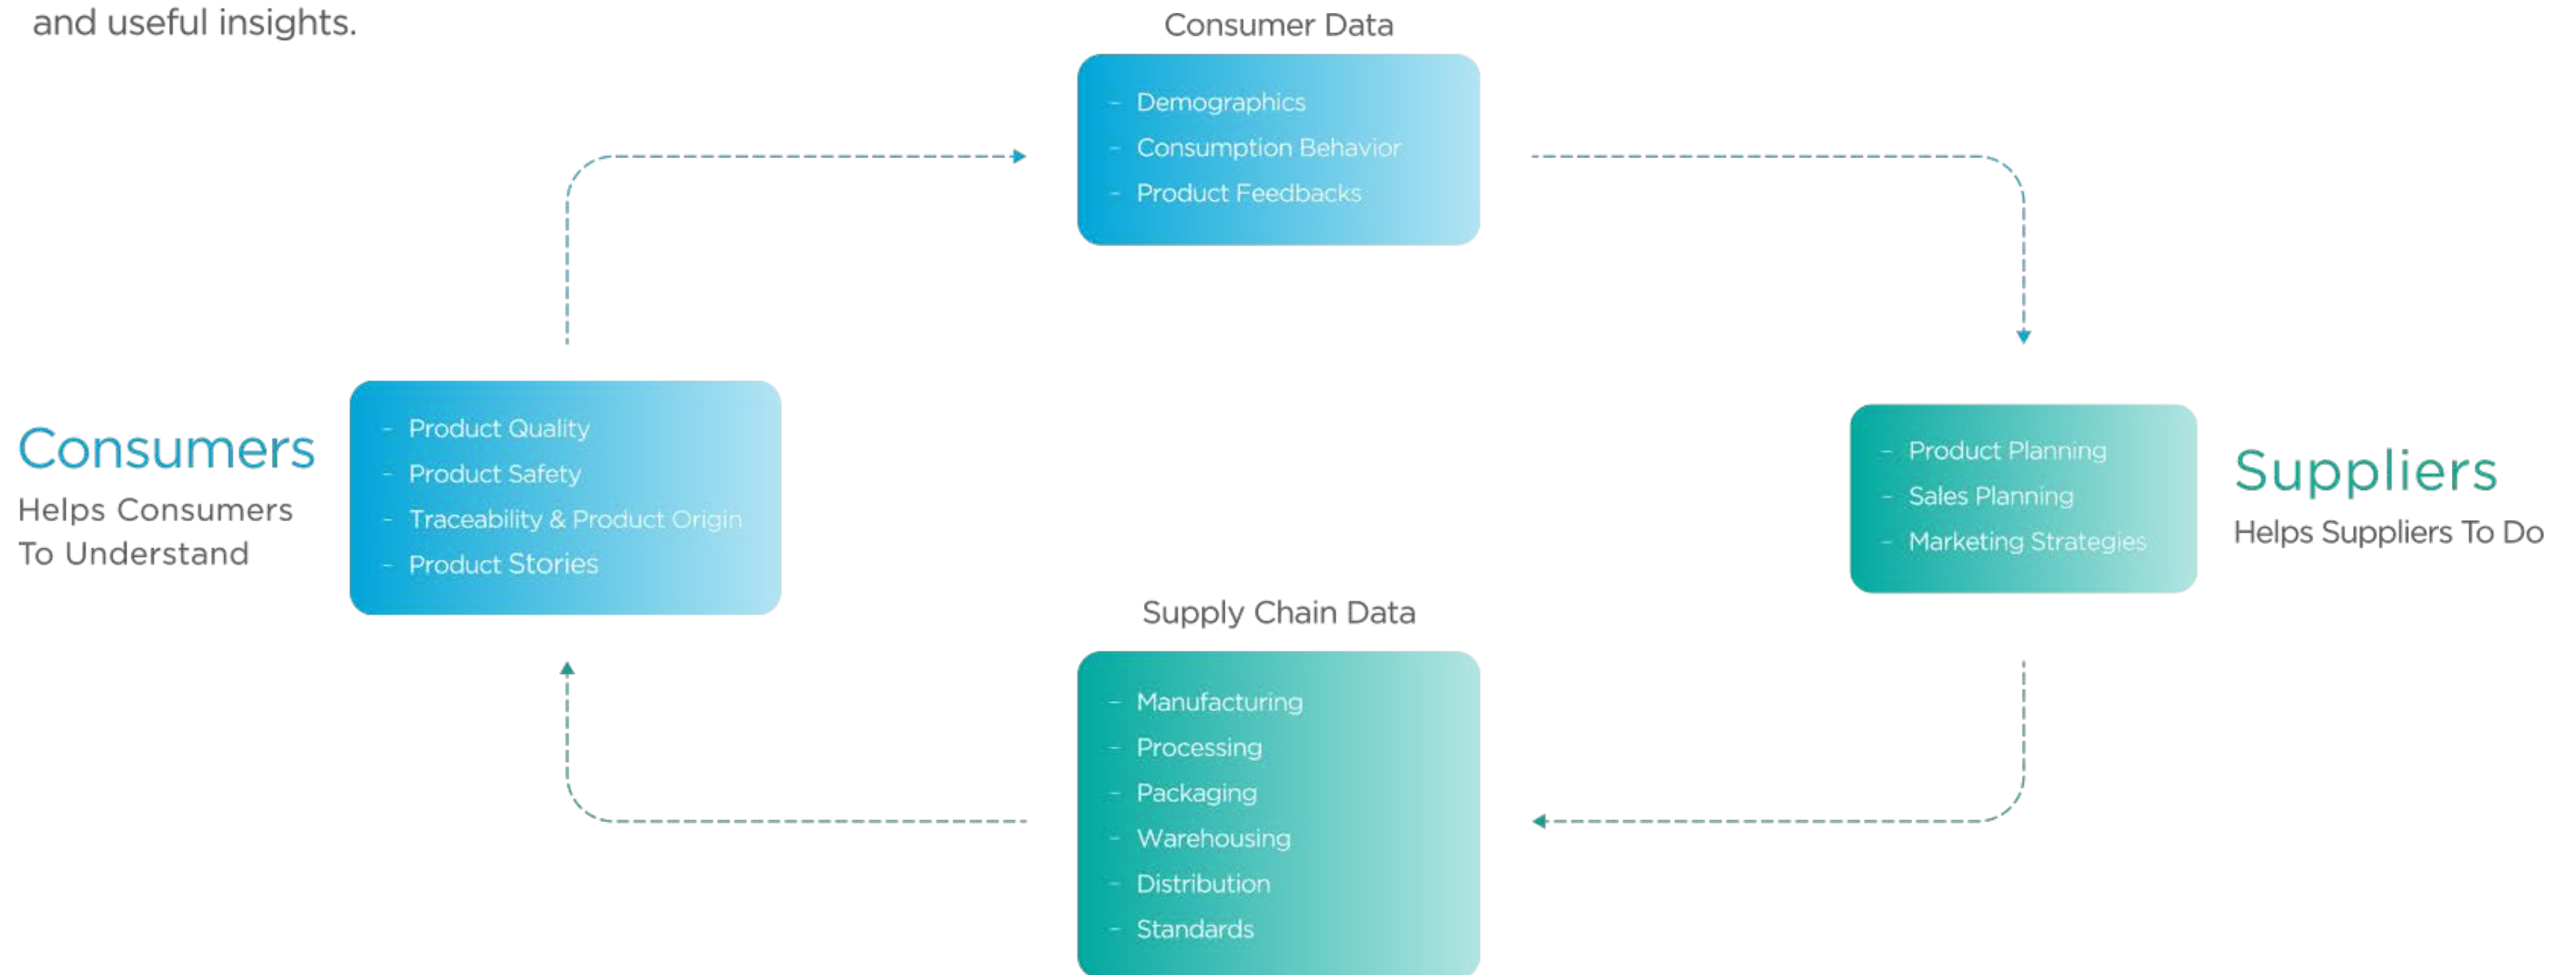 and useful insights.
Consumer Data
– Demographics
– Consumption Behavior
– Product Feedbacks
Consumers
Helps Consumers
To Understand
– Product Quality
– Product Safety
– Traceability & Product Origin
– Product Stories
– Product Planning
– Sales Planning
– Marketing Strategies
Suppliers
Helps Suppliers To Do
Supply Chain Data
– Manufacturing
– Processing
– Packaging
– Warehousing
– Distribution
– Standards